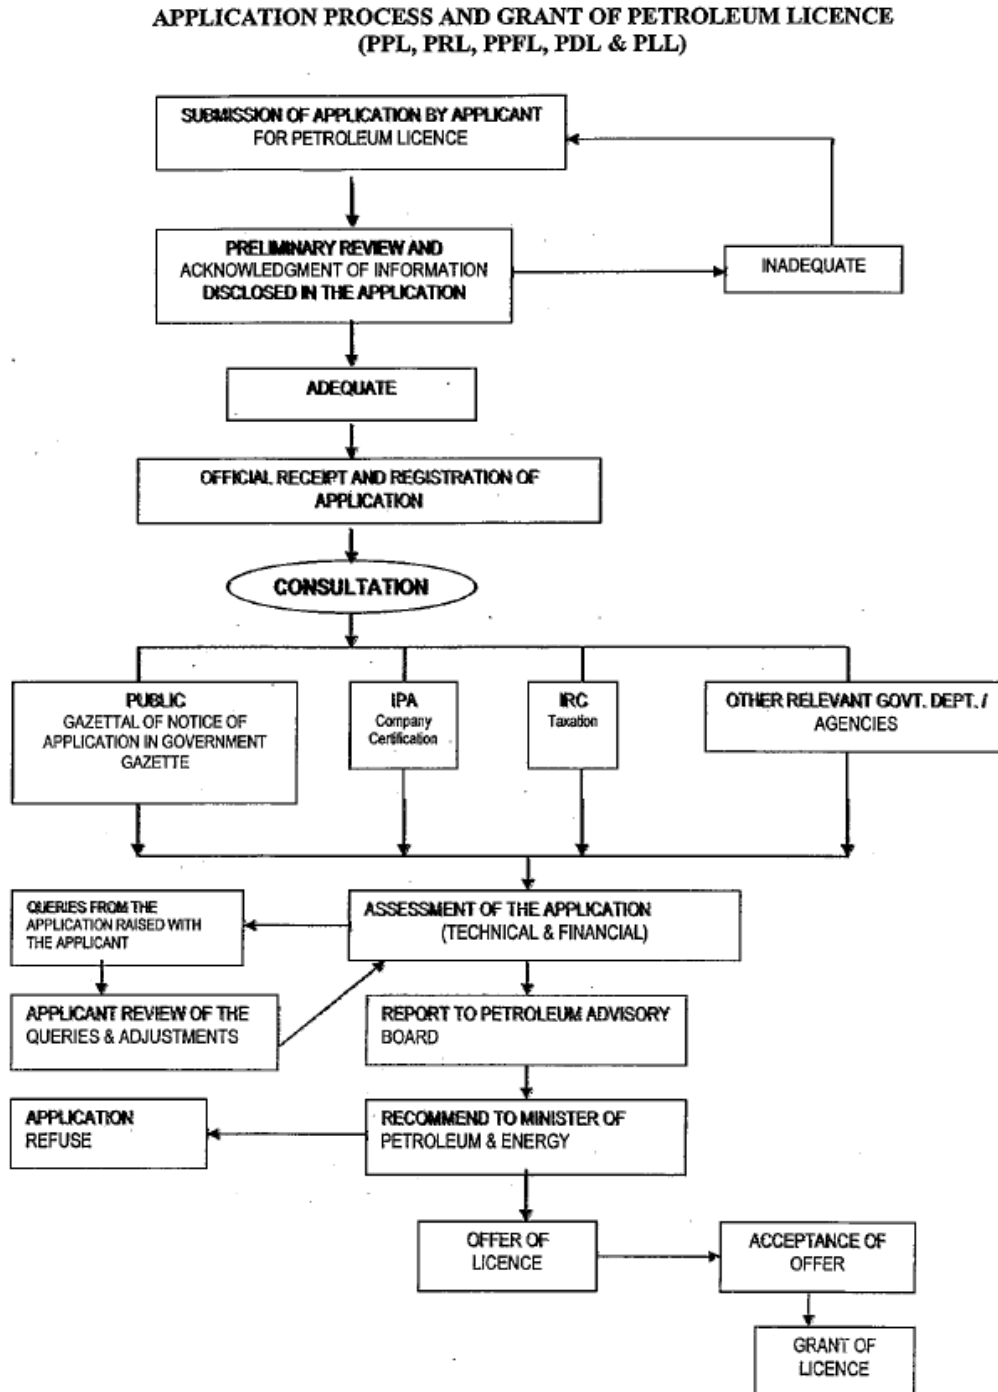 APPLICATION PROCESS AND GRANT OF PETROLEUM LICENCE
(PPL, PRL, PPFL, PDL & PLL)
SUBMISSION OF APPLICATION BY APPLICANT
FOR PETROLEUM LICENCE
PRELIMINARY REVIEW AND
ACKNOWLEDGMENT OF INFORMATION
DISCLOSED IN THE APPLICATION
INADEQUATE
ADEQUATE
OFFICIAL RECEIPT AND REGISTRATION OF
APPLICATION
CONSULTATION
PUBLIC
GAZETTAL OF NOTICE OF
APPLICATION IN GOVERNMENT
GAZETTE
IPA
Company
Certification
IRC
Taxation
OTHER RELEVANT GOVT. DEPT. /
AGENCIES
QUERIES FROM THE
APPLICATION RAISED WITH
THE APPLICANT
ASSESSMENT OF THE APPLICATION
(TECHNICAL & FINANCIAL)
APPLICANT REVIEW OF THE
QUERIES & ADJUSTMENTS
REPORT TO PETROLEUM ADVISORY
BOARD
APPLICATION
REFUSE
RECOMMEND TO MINISTER OF
PETROLEUM & ENERGY
OFFER OF
LICENCE
ACCEPTANCE OF
OFFER
GRANT OF
LICENCE